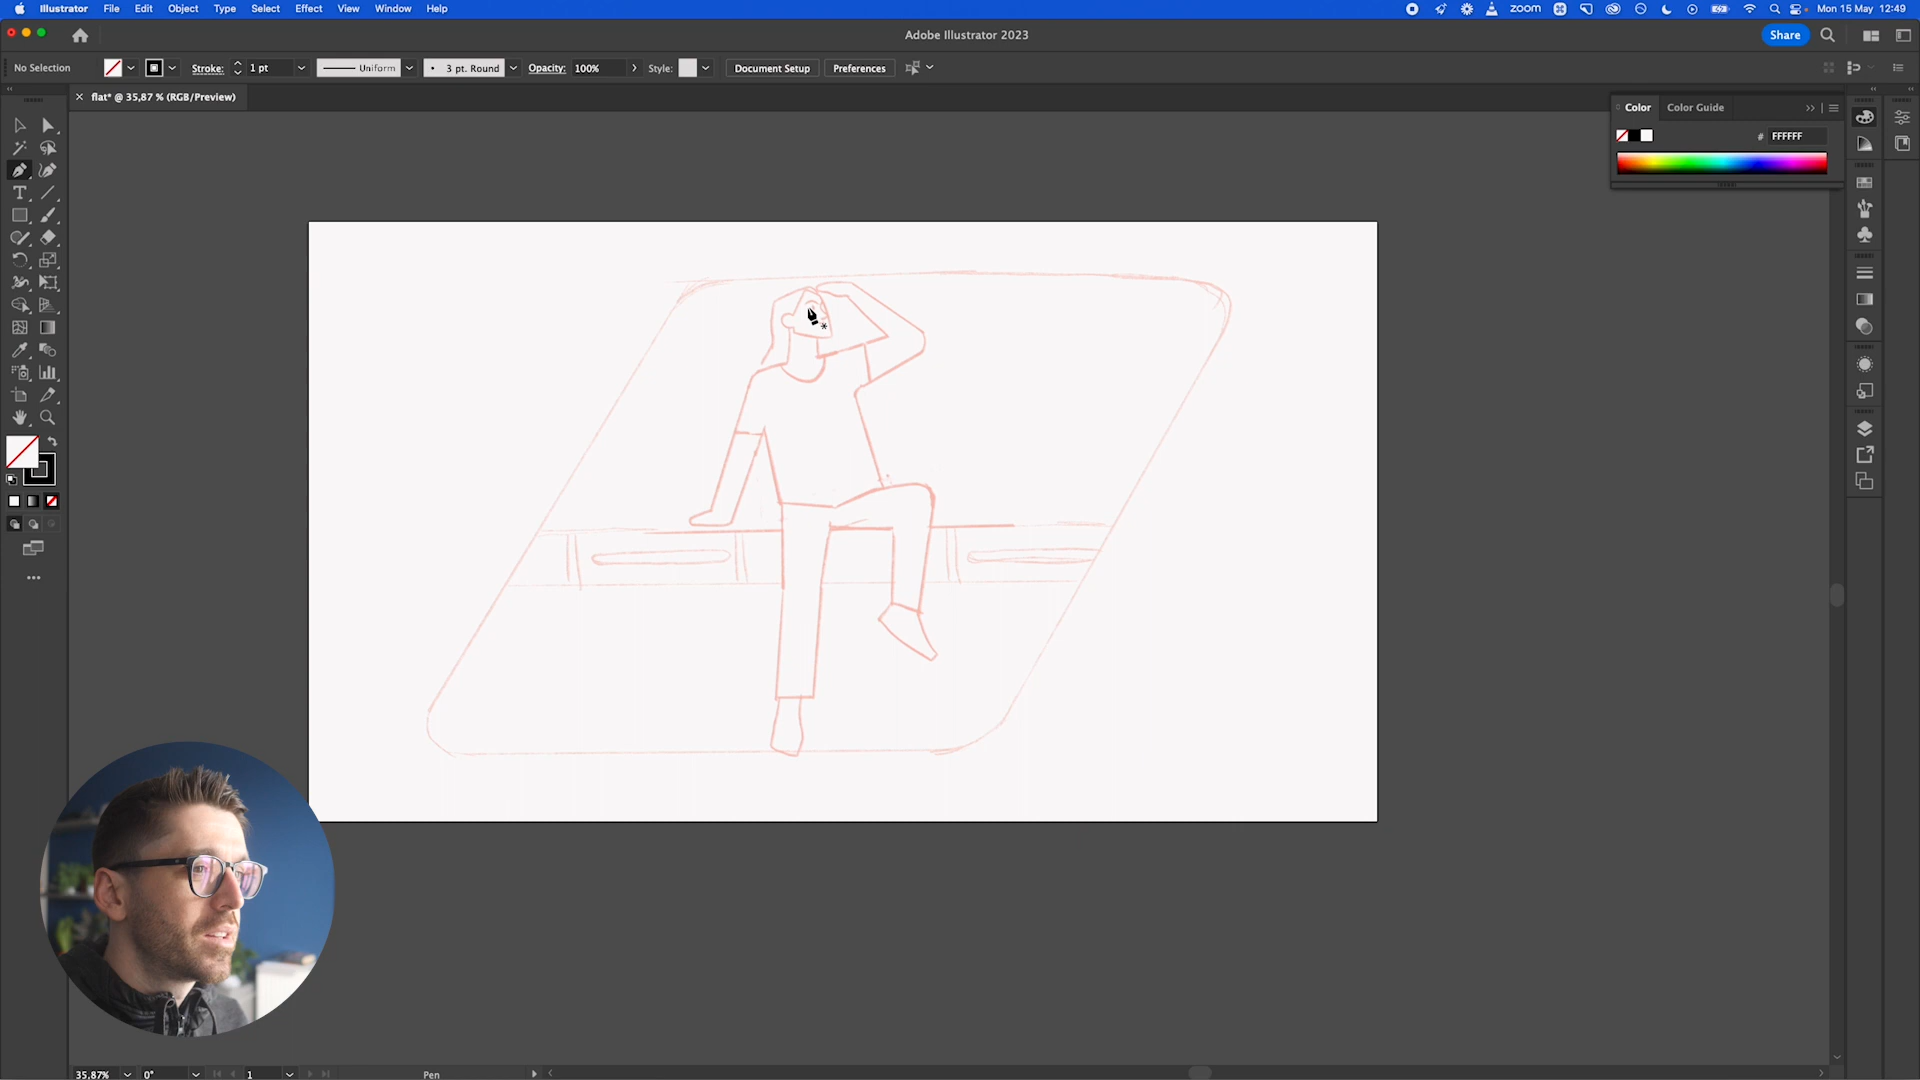 Illustrator File Edit Object Type Select Effect View Window Help zoom Mon 15 May 12:49
Adobe Illustrator 2023 Share
No Selection Stroke: 1 pt Uniform 3 pt. Round Opacity: 100% Style: Document Setup Preferences
flat* @ 35,87 % (RGB/Preview)
Color Color Guide
# FFFFFF
35,87% 0° 1 Pen